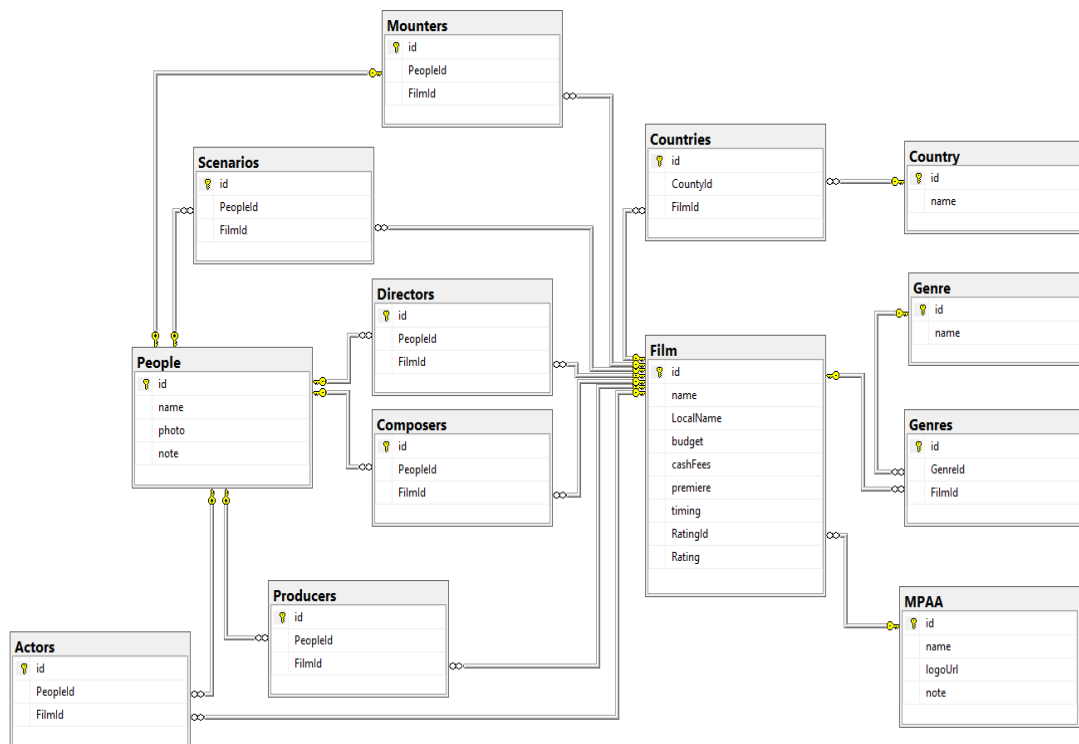 Mounters
id
PeopleId
FilmId
Scenarios
id
PeopleId
FilmId
Countries
id
CountyId
FilmId
Country
id
name
Directors
id
PeopleId
FilmId
Genre
id
name
People
id
name
photo
note
Film
id
name
LocalName
budget
cashFees
premiere
timing
RatingId
Rating
Composers
id
PeopleId
FilmId
Genres
id
GenreId
FilmId
Producers
id
PeopleId
FilmId
MPAA
id
name
logoUrl
note
Actors
id
PeopleId
FilmId